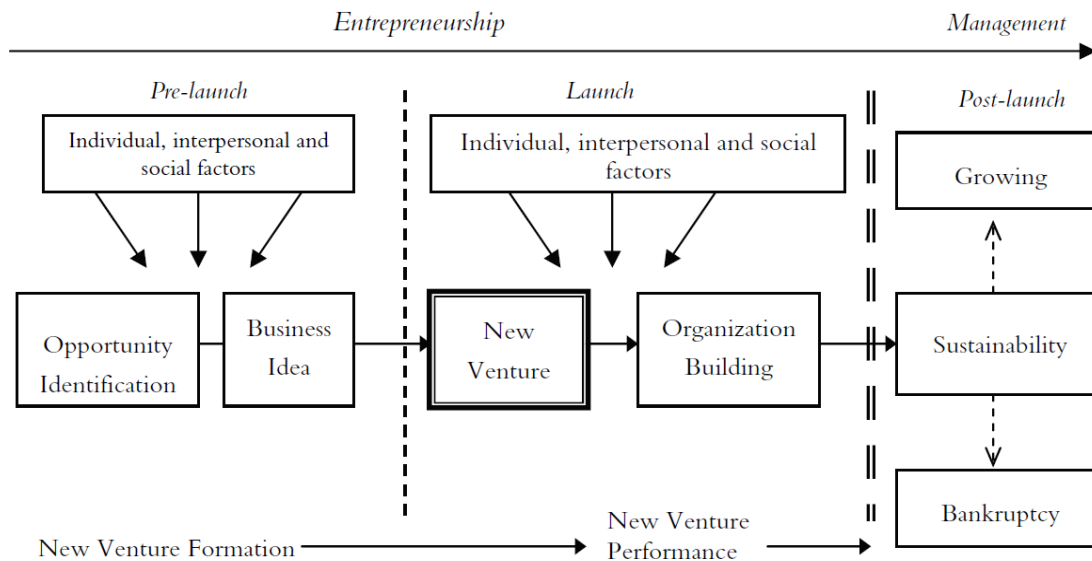 Entrepreneurship
Management
Pre-launch
Launch
Post-launch
Individual, interpersonal and
social factors
Individual, interpersonal and social
factors
Growing
Opportunity
Identification
Business
Idea
New
Venture
Organization
Building
Sustainability
Bankruptcy
New Venture Formation
New Venture
Performance